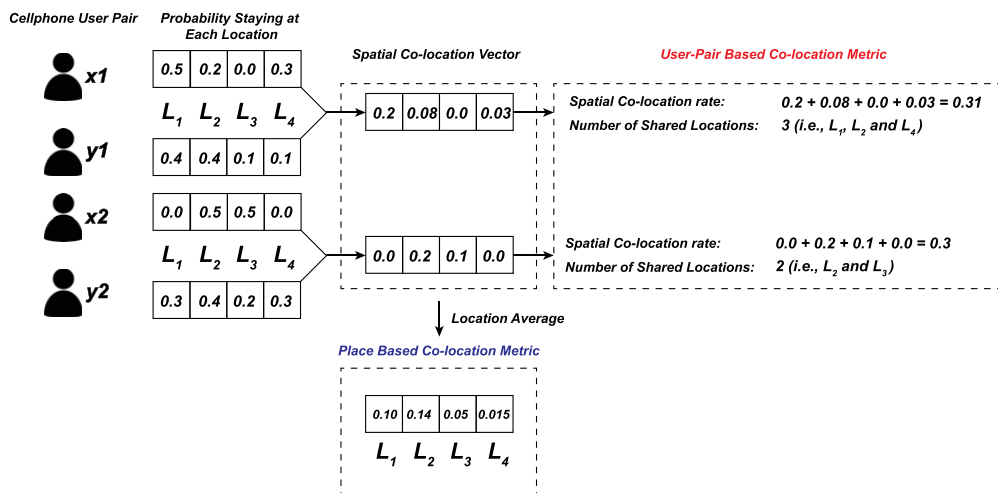 Cellphone User Pair
Probability Staying at
Each Location
Spatial Co-location Vector
User-Pair Based Co-location Metric
x1
0.5 0.2 0.0 0.3
L1 L2 L3 L4
y1
0.4 0.4 0.1 0.1
0.2 0.08 0.0 0.03
Spatial Co-location rate: 0.2 + 0.08 + 0.0 + 0.03 = 0.31
Number of Shared Locations: 3 (i.e., L1, L2 and L4)
x2
0.0 0.5 0.5 0.0
L1 L2 L3 L4
y2
0.3 0.4 0.2 0.3
0.0 0.2 0.1 0.0
Spatial Co-location rate: 0.0 + 0.2 + 0.1 + 0.0 = 0.3
Number of Shared Locations: 2 (i.e., L2 and L3)
Location Average
Place Based Co-location Metric
0.10 0.14 0.05 0.015
L1 L2 L3 L4